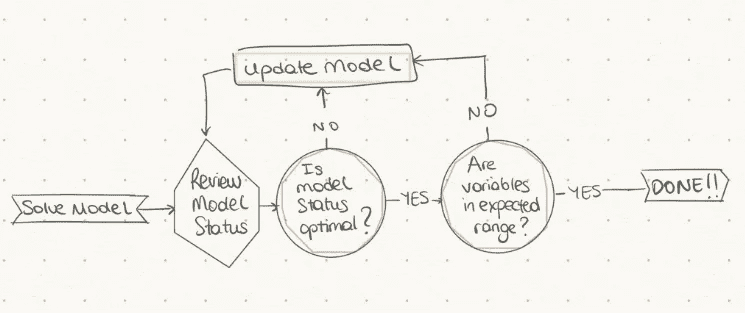 update model
NO
NO
Solve Model
Review
Model
Status
Is
model
Status
optimal?
YES
Are
variables
in expected
range?
YES
DONE!!